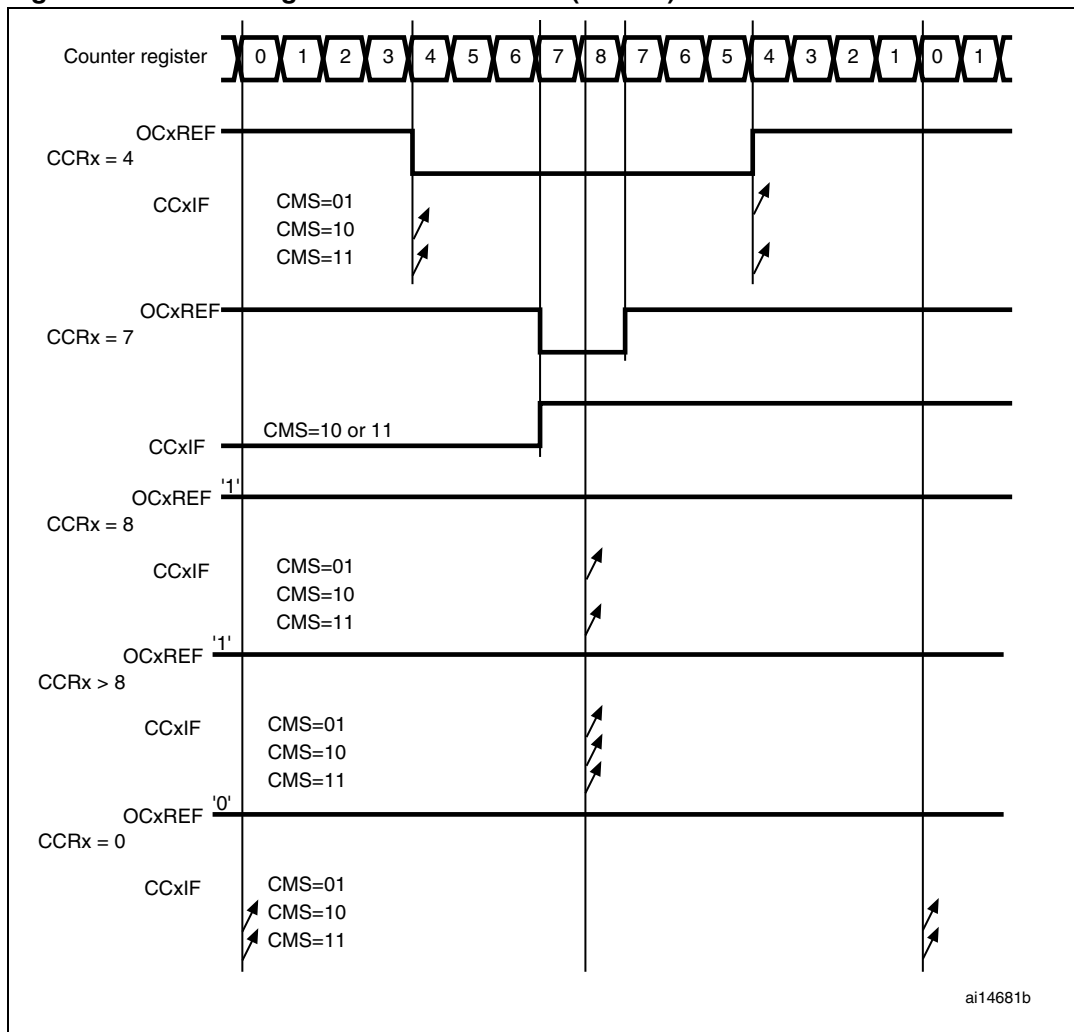 Counter register 0 1 2 3 4 5 6 7 8 7 6 5 4 3 2 1 0 1
OCxREF
CCRx = 4
CCxIF
CMS=01
CMS=10
CMS=11
OCxREF
CCRx = 7
CMS=10 or 11
CCxIF
'1'
OCxREF
CCRx = 8
CCxIF
CMS=01
CMS=10
CMS=11
'1'
OCxREF
CCRx > 8
CCxIF
CMS=01
CMS=10
CMS=11
'0'
OCxREF
CCRx = 0
CCxIF
CMS=01
CMS=10
CMS=11
ai14681b